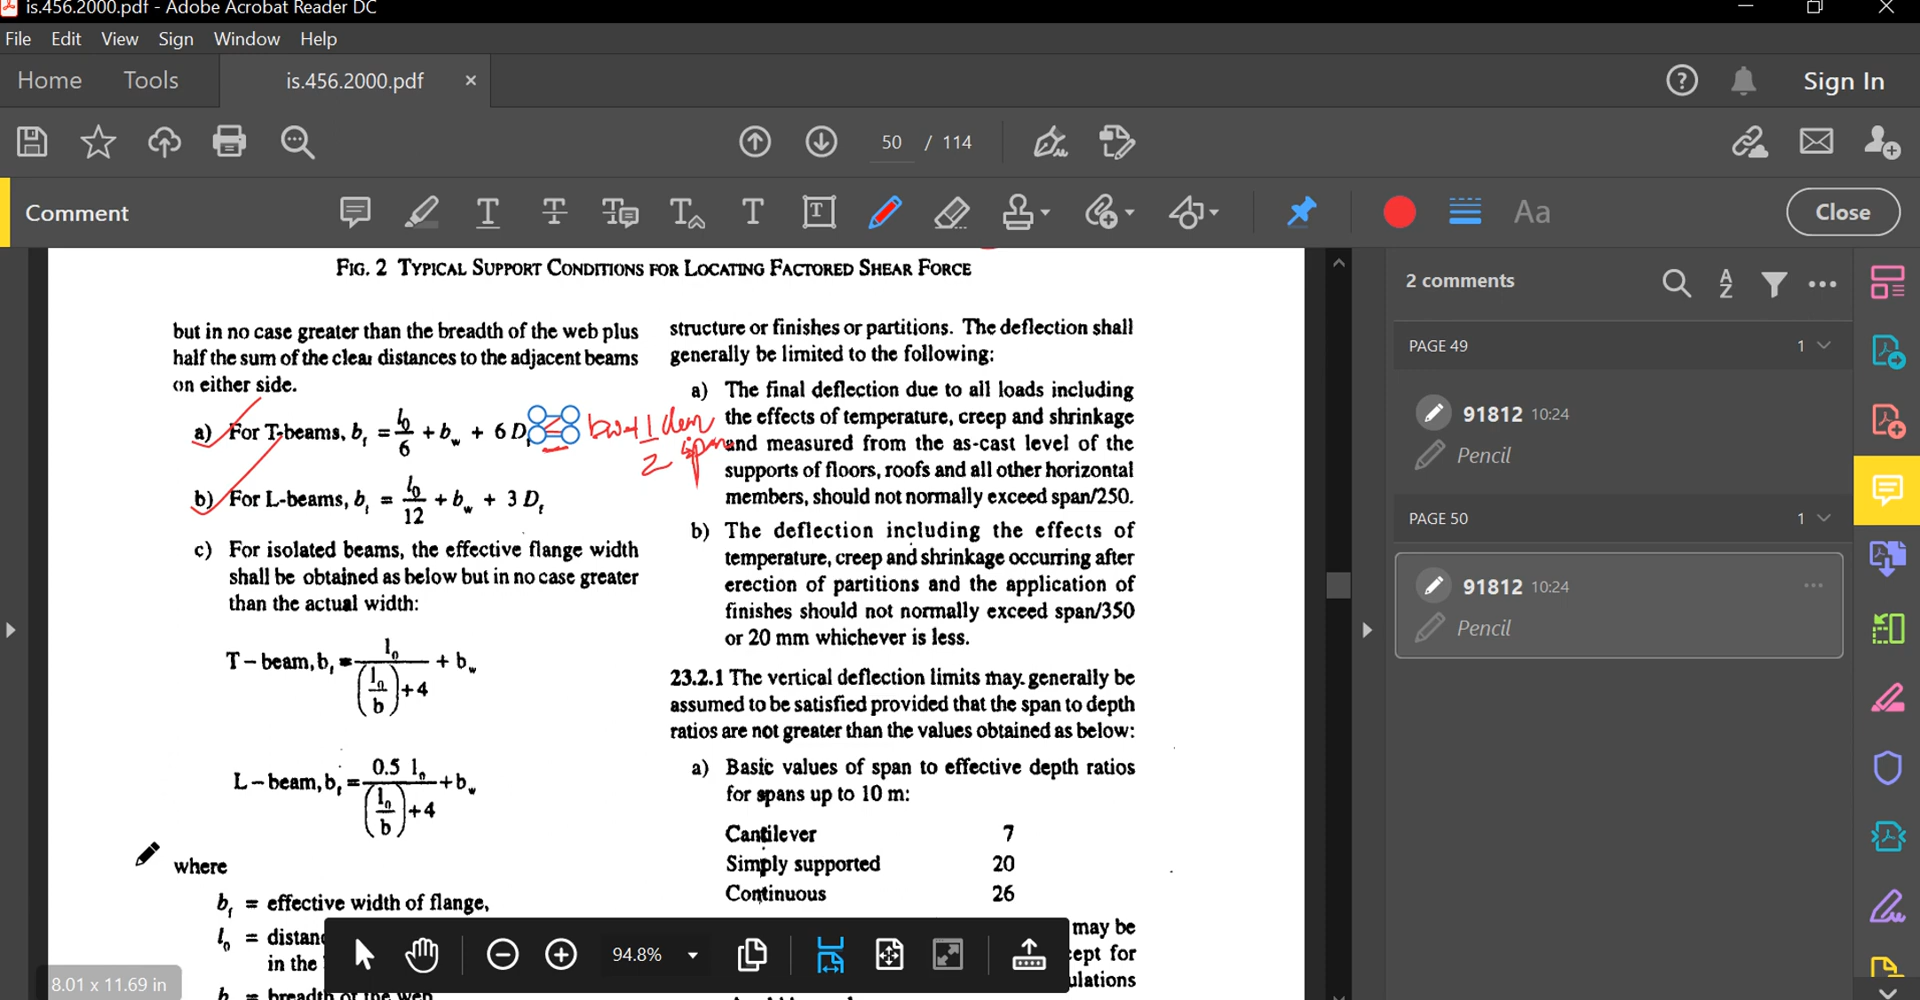 is.456.2000.pdf - Adobe Acrobat Reader DC
File Edit View Sign Window Help
Home Tools is.456.2000.pdf × Sign In
50 / 114
Comment Close
FIG. 2 TYPICAL SUPPORT CONDITIONS FOR LOCATING FACTORED SHEAR FORCE
but in no case greater than the breadth of the web plus
half the sum of the clear distances to the adjacent beams
on either side.
a) For T-beams, b_f = l_0/6 + b_w + 6 D_f ≤ bw+1/2 clear span
b) For L-beams, b_f = l_0/12 + b_w + 3 D_f
c) For isolated beams, the effective flange width
shall be obtained as below but in no case greater
than the actual width:
T – beam, b_f = l_0/((l_0/b)+4) + b_w
L – beam, b_f = 0.5 l_0/((l_0/b)+4) + b_w
where
b_f = effective width of flange,
l_0 = distan
in the
b = breadth of the web
structure or finishes or partitions. The deflection shall
generally be limited to the following:
a) The final deflection due to all loads including
the effects of temperature, creep and shrinkage
and measured from the as-cast level of the
supports of floors, roofs and all other horizontal
members, should not normally exceed span/250.
b) The deflection including the effects of
temperature, creep and shrinkage occurring after
erection of partitions and the application of
finishes should not normally exceed span/350
or 20 mm whichever is less.
23.2.1 The vertical deflection limits may generally be
assumed to be satisfied provided that the span to depth
ratios are not greater than the values obtained as below:
a) Basic values of span to effective depth ratios
for spans up to 10 m:
Cantilever 7
Simply supported 20
Continuous 26
may be
cept for
ulations
94.8%
8.01 x 11.69 in
2 comments
PAGE 49 1
91812 10:24
Pencil
PAGE 50 1
91812 10:24
Pencil